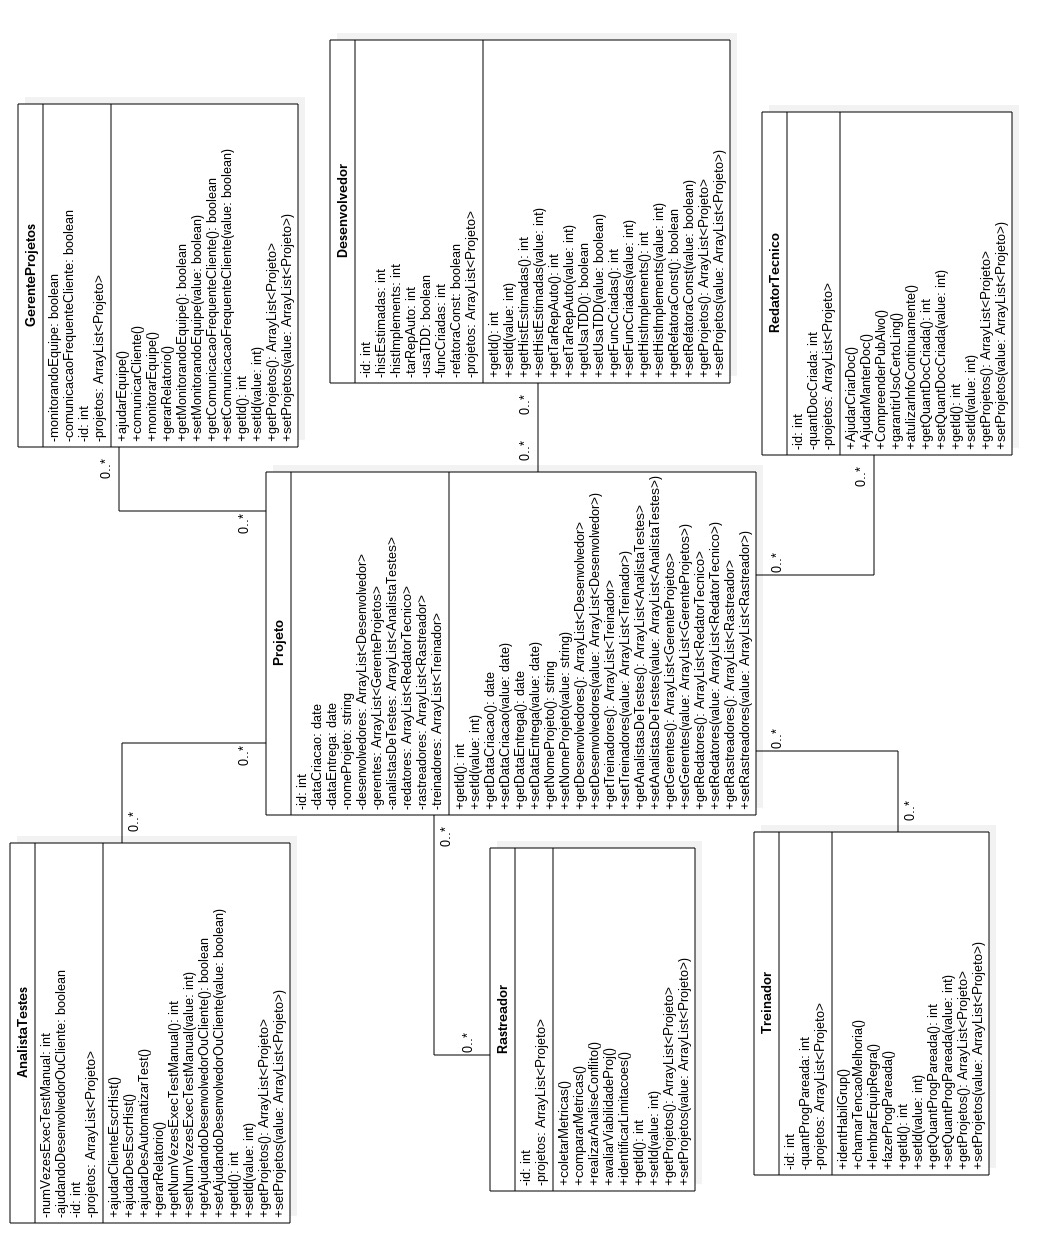 GerenteProjetos
-monitorandoEquipe: boolean
-comunicacaoFrequenteCliente: boolean
-id: int
-projetos: ArrayList<Projeto>
+ajudarEquipe()
+comunicarCliente()
+monitorarEquipe()
+gerarRelatorio()
+getMonitorandoEquipe(): boolean
+setMonitorandoEquipe(value: boolean)
+getComunicacaoFrequenteCliente(): boolean
+setComunicacaoFrequenteCliente(value: boolean)
+getId(): int
+setId(value: int)
+getProjetos(): ArrayList<Projeto>
+setProjetos(value: ArrayList<Projeto>)
0..*
0..*
Desenvolvedor
-id: int
-histEstimadas: int
-histImplements: int
-tarRepAuto: int
-usaTDD: boolean
-funcCriadas: int
-refatoraConst: boolean
-projetos: ArrayList<Projeto>
+getId(): int
+setId(value: int)
+getHistEstimadas(): int
+setHistEstimadas(value: int)
+getTarRepAuto(): int
+setTarRepAuto(value: int)
+getUsaTDD(): boolean
+setUsaTDD(value: boolean)
+getFuncCriadas(): int
+setFuncCriadas(value: int)
+getHistImplements(): int
+setHistImplements(value: int)
+getRefatoraConst(): boolean
+setRefatoraConst(value: boolean)
+getProjetos(): ArrayList<Projeto>
+setProjetos(value: ArrayList<Projeto>)
0..*
0..*
RedatorTecnico
-id: int
-quantDocCriada: int
-projetos: ArrayList<Projeto>
+AjudarCriarDoc()
+AjudarManterDoc()
+CompreenderPubAlvo()
+garantirUsoCertoLing()
+atulizarInfoContinuamente()
+getQuantDocCriada(): int
+setQuantDocCriada(value: int)
+getId(): int
+setId(value: int)
+getProjetos(): ArrayList<Projeto>
+setProjetos(value: ArrayList<Projeto>)
0..*
0..*
Projeto
-id: int
-dataCriacao: date
-dataEntrega: date
-nomeProjeto: string
-desenvolvedores: ArrayList<Desenvolvedor>
-gerentes: ArrayList<GerenteProjetos>
-analistasDeTestes: ArrayList<AnalistaTestes>
-redatores: ArrayList<RedatorTecnico>
-rastreadores: ArrayList<Rastreador>
-treinadores: ArrayList<Treinador>
+getId(): int
+setId(value: int)
+getDataCriacao(): date
+setDataCriacao(value: date)
+getDataEntrega(): date
+setDataEntrega(value: date)
+getNomeProjeto(): string
+setNomeProjeto(value: string)
+getDesenvolvedores(): ArrayList<Desenvolvedor>
+setDesenvolvedores(value: ArrayList<Desenvolvedor>)
+getTreinadores(): ArrayList<Treinador>
+setTreinadores(value: ArrayList<Treinador>)
+getAnalistasDeTestes(): ArrayList<AnalistaTestes>
+setAnalistasDeTestes(value: ArrayList<AnalistaTestes>)
+getGerentes(): ArrayList<GerenteProjetos>
+setGerentes(value: ArrayList<GerenteProjetos>)
+getRedatores(): ArrayList<RedatorTecnico>
+setRedatores(value: ArrayList<RedatorTecnico>)
+getRastreadores(): ArrayList<Rastreador>
+setRastreadores(value: ArrayList<Rastreador>)
0..*
0..*
AnalistaTestes
-numVezesExecTestManual: int
-ajudandoDesenvolvedorOuCliente: boolean
-id: int
-projetos: ArrayList<Projeto>
+ajudarClienteEscrHist()
+ajudarDesEscrHist()
+ajudarDesAutomatizarTest()
+gerarRelatorio()
+getNumVezesExecTestManual(): int
+setNumVezesExecTestManual(value: int)
+getAjudandoDesenvolvedorOuCliente(): boolean
+setAjudandoDesenvolvedorOuCliente(value: boolean)
+getId(): int
+setId(value: int)
+getProjetos(): ArrayList<Projeto>
+setProjetos(value: ArrayList<Projeto>)
0..*
0..*
Rastreador
-id: int
-projetos: ArrayList<Projeto>
+coletarMetricas()
+compararMetricas()
+realizarAnaliseConflito()
+avaliarViabilidadeProj()
+identificarLimitacoes()
+getId(): int
+setId(value: int)
+getProjetos(): ArrayList<Projeto>
+setProjetos(value: ArrayList<Projeto>)
0..*
0..*
Treinador
-id: int
-quantProgPareada: int
-projetos: ArrayList<Projeto>
+identHabilGrup()
+chamarTencaoMelhoria()
+lembrarEquipRegra()
+fazerProgPareada()
+getId(): int
+setId(value: int)
+getQuantProgPareada(): int
+setQuantProgPareada(value: int)
+getProjetos(): ArrayList<Projeto>
+setProjetos(value: ArrayList<Projeto>)